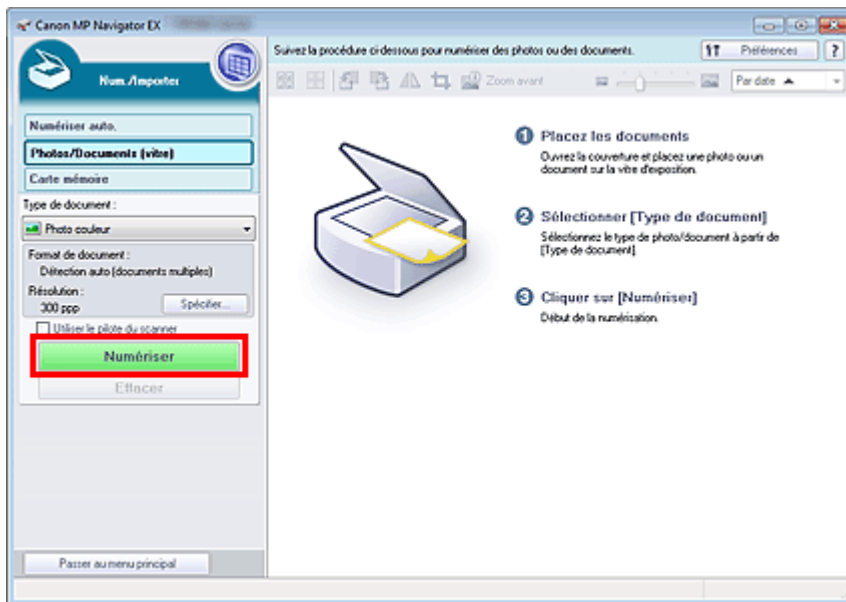 Canon MP Navigator EX
Num./Importer
Numériser auto.
Photos/Documents (vitre)
Carte mémoire
Type de document :
Photo couleur
Format de document :
Détection auto (documents multiples)
Résolution :
300 ppp
Spécifier...
Utiliser le pilote du scanner
Numériser
Effacer
Passer au menu principal
Suivez la procédure ci-dessous pour numériser des photos ou des documents.
Préférences
?
Zoom avant
Par date
1 Placez les documents
Ouvrez la couverture et placez une photo ou un
document sur la vitre d'exposition.
2 Sélectionner [Type de document]
Sélectionnez le type de photo/document à partir de
[Type de document].
3 Cliquer sur [Numériser]
Début de la numérisation.